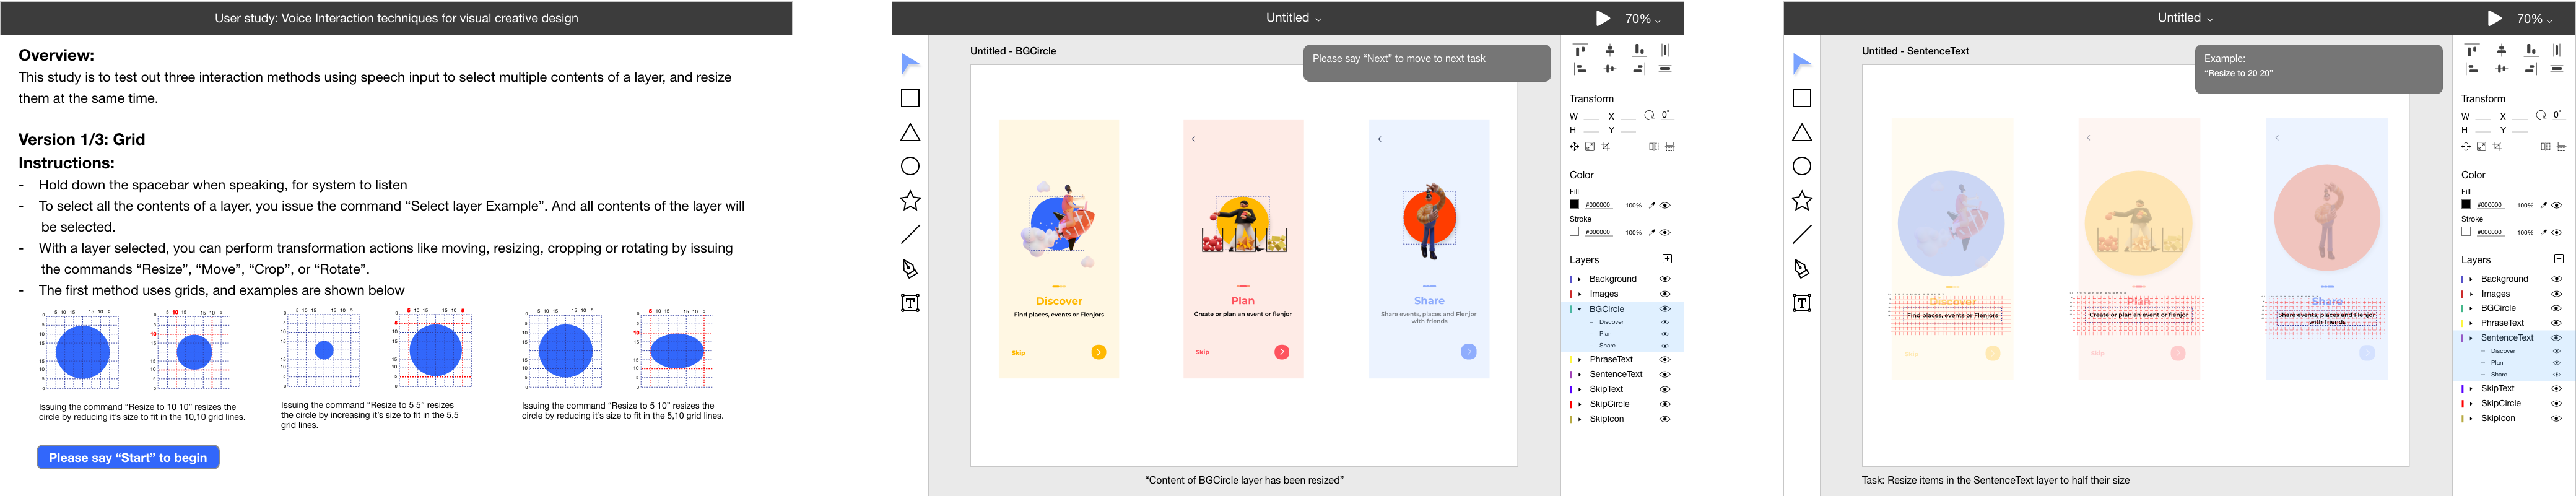 User study: Voice Interaction techniques for visual creative design
Overview:
This study is to test out three interaction methods using speech input to select multiple contents of a layer, and resize
them at the same time.
Version 1/3: Grid
Instructions:
- Hold down the spacebar when speaking, for system to listen
- To select all the contents of a layer, you issue the command “Select layer Example”. And all contents of the layer will
be selected.
- With a layer selected, you can perform transformation actions like moving, resizing, cropping or rotating by issuing
the commands “Resize”, “Move”, “Crop”, or “Rotate”.
- The first method uses grids, and examples are shown below
Issuing the command “Resize to 10 10” resizes the
circle by reducing it’s size to fit in the 10,10 grid lines.
Issuing the command “Resize to 5 5” resizes
the circle by increasing it’s size to fit in the 5,5
grid lines.
Issuing the command “Resize to 5 10” resizes the
circle by reducing it’s size to fit in the 5,10 grid lines.
Please say “Start” to begin
Untitled
70%
Untitled - BGCircle
Please say “Next” to move to next task
Discover
Find places, events or Flenjors
Skip
Plan
Create or plan an event or flenjor
Skip
Share
Share events, places and Flenjor
with friends
“Content of BGCircle layer has been resized”
Transform
W X 0°
H Y
Color
Fill
#000000 100%
Stroke
#000000 100%
Layers
Background
Images
BGCircle
- Discover
- Plan
- Share
PhraseText
SentenceText
SkipText
SkipCircle
SkipIcon
Untitled
70%
Untitled - SentenceText
Example:
“Resize to 20 20”
Discover
Find places, events or Flenjors
Skip
Plan
Create or plan an event or flenjor
Skip
Share
Share events, places and Flenjor
with friends
Task: Resize items in the SentenceText layer to half their size
Transform
W X 0°
H Y
Color
Fill
#000000 100%
Stroke
#000000 100%
Layers
Background
Images
BGCircle
PhraseText
SentenceText
- Discover
- Plan
- Share
SkipText
SkipCircle
SkipIcon